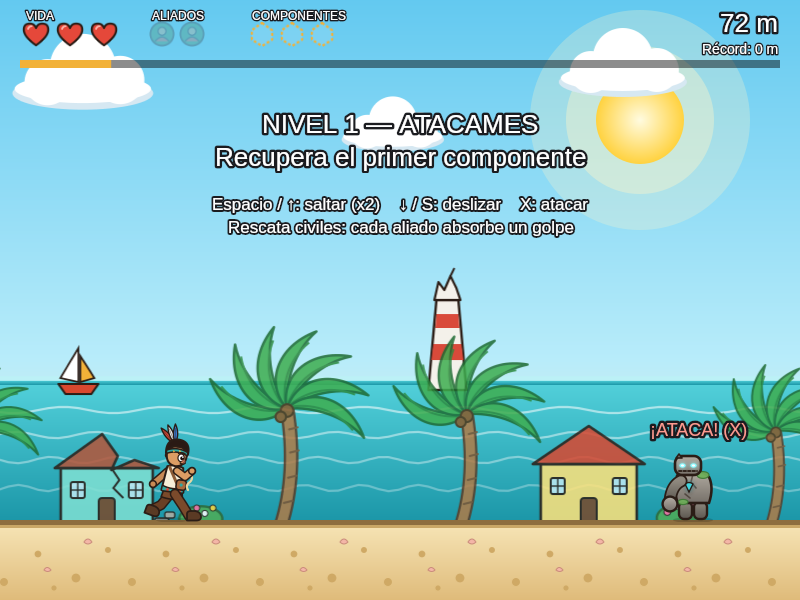 VIDA
ALIADOS
COMPONENTES
72 m
Récord: 0 m
NIVEL 1 — ATACAMES
Recupera el primer componente
Espacio / ↑: saltar (x2) ↓ / S: deslizar X: atacar
Rescata civiles: cada aliado absorbe un golpe
¡ATACA! (X)